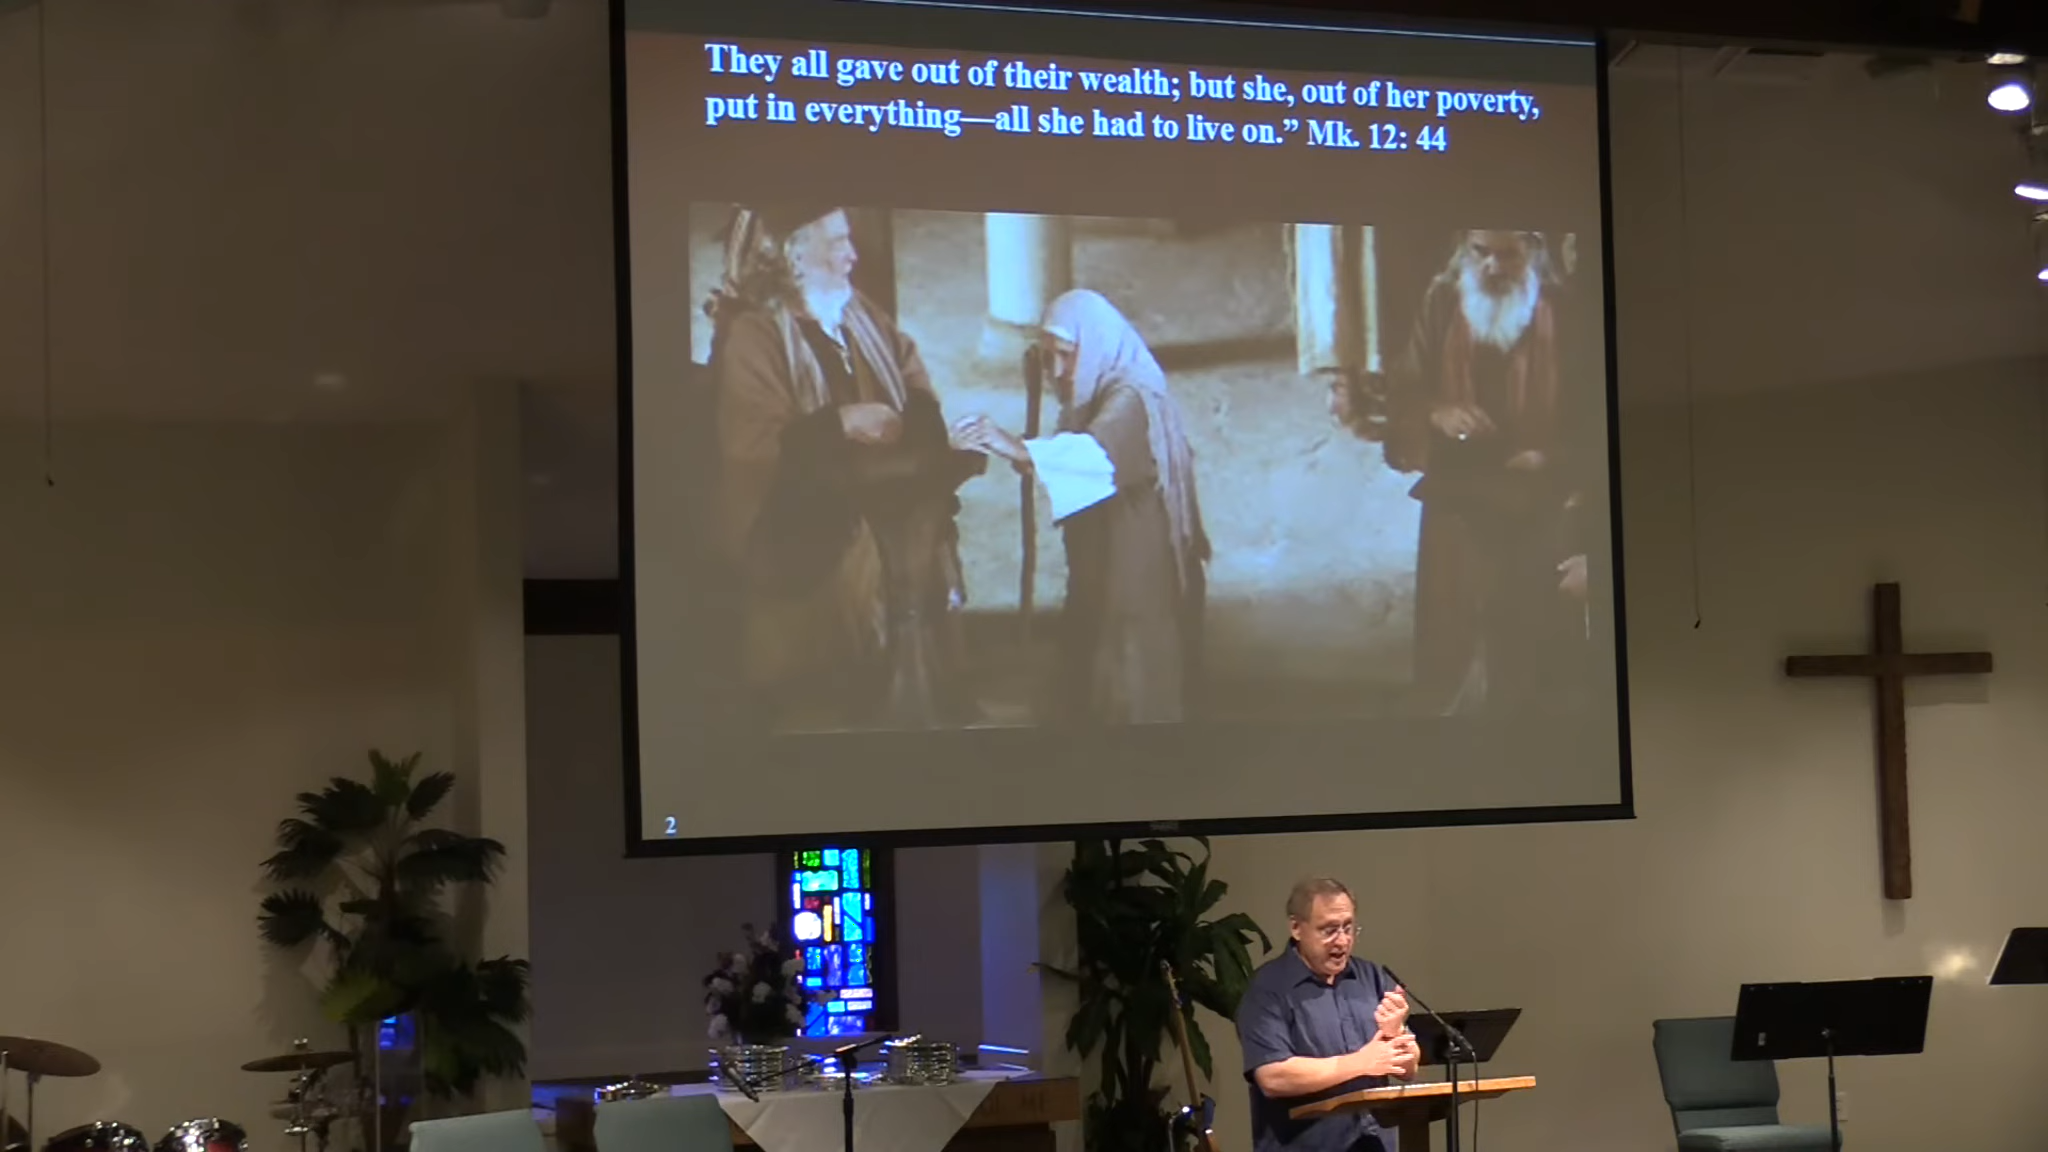 They all gave out of their wealth; but she, out of her poverty,
put in everything—all she had to live on.” Mk. 12: 44
2